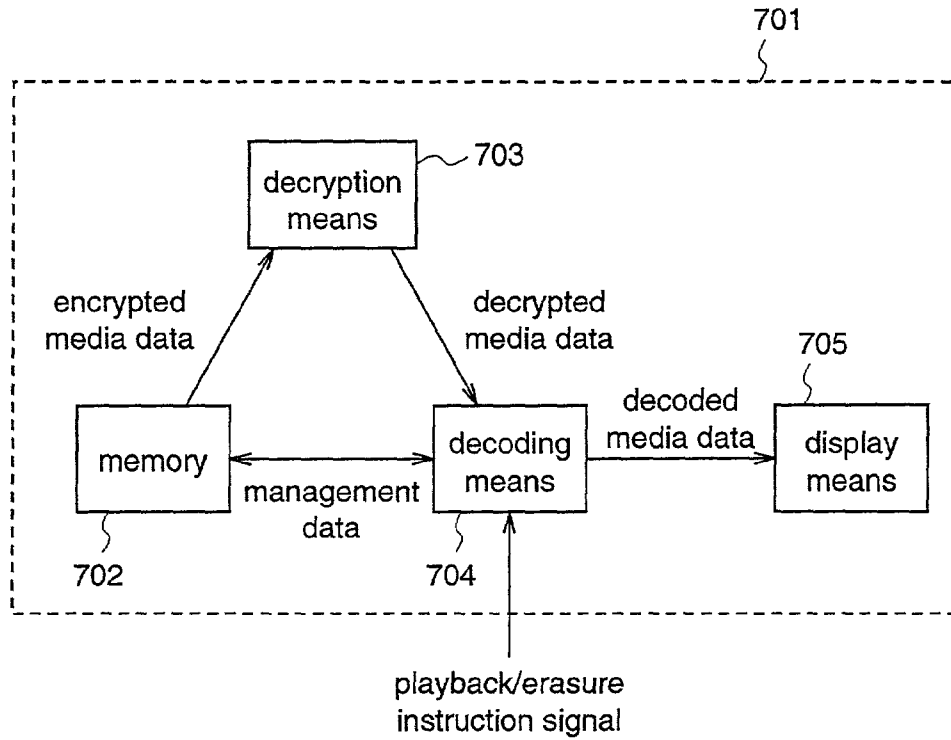 701
703
decryption
means
encrypted
media data
decrypted
media data
705
memory
management
data
decoding
means
decoded
media data
display
means
702
704
playback/erasure
instruction signal